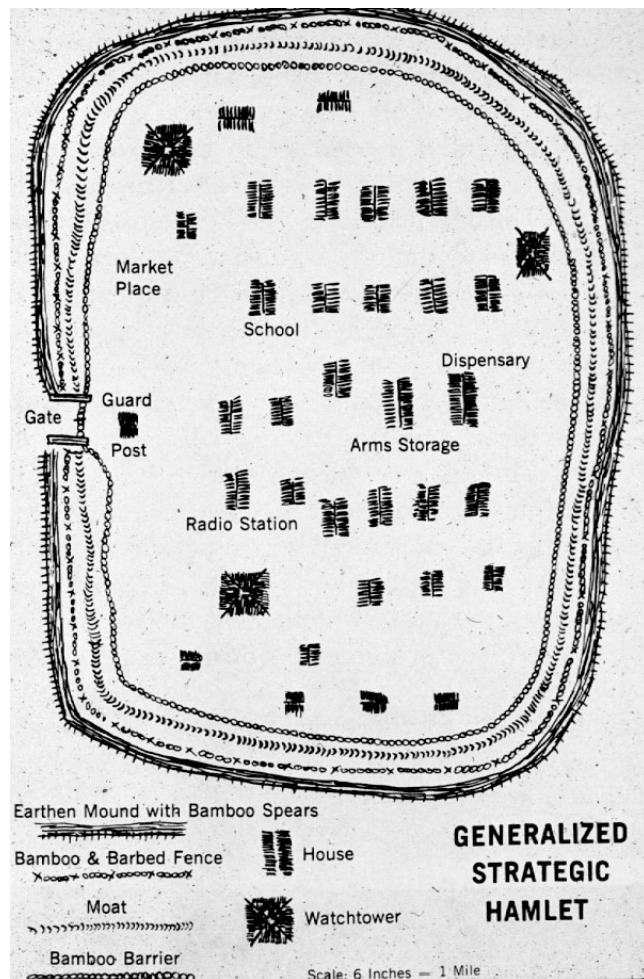 Market
Place
School
Dispensary
Guard
Gate
Post
Arms Storage
Radio Station
Earthen Mound with Bamboo Spears
Bamboo & Barbed Fence
Moat
Bamboo Barrier
House
Watchtower
GENERALIZED
STRATEGIC
HAMLET
Scale: 6 Inches = 1 Mile